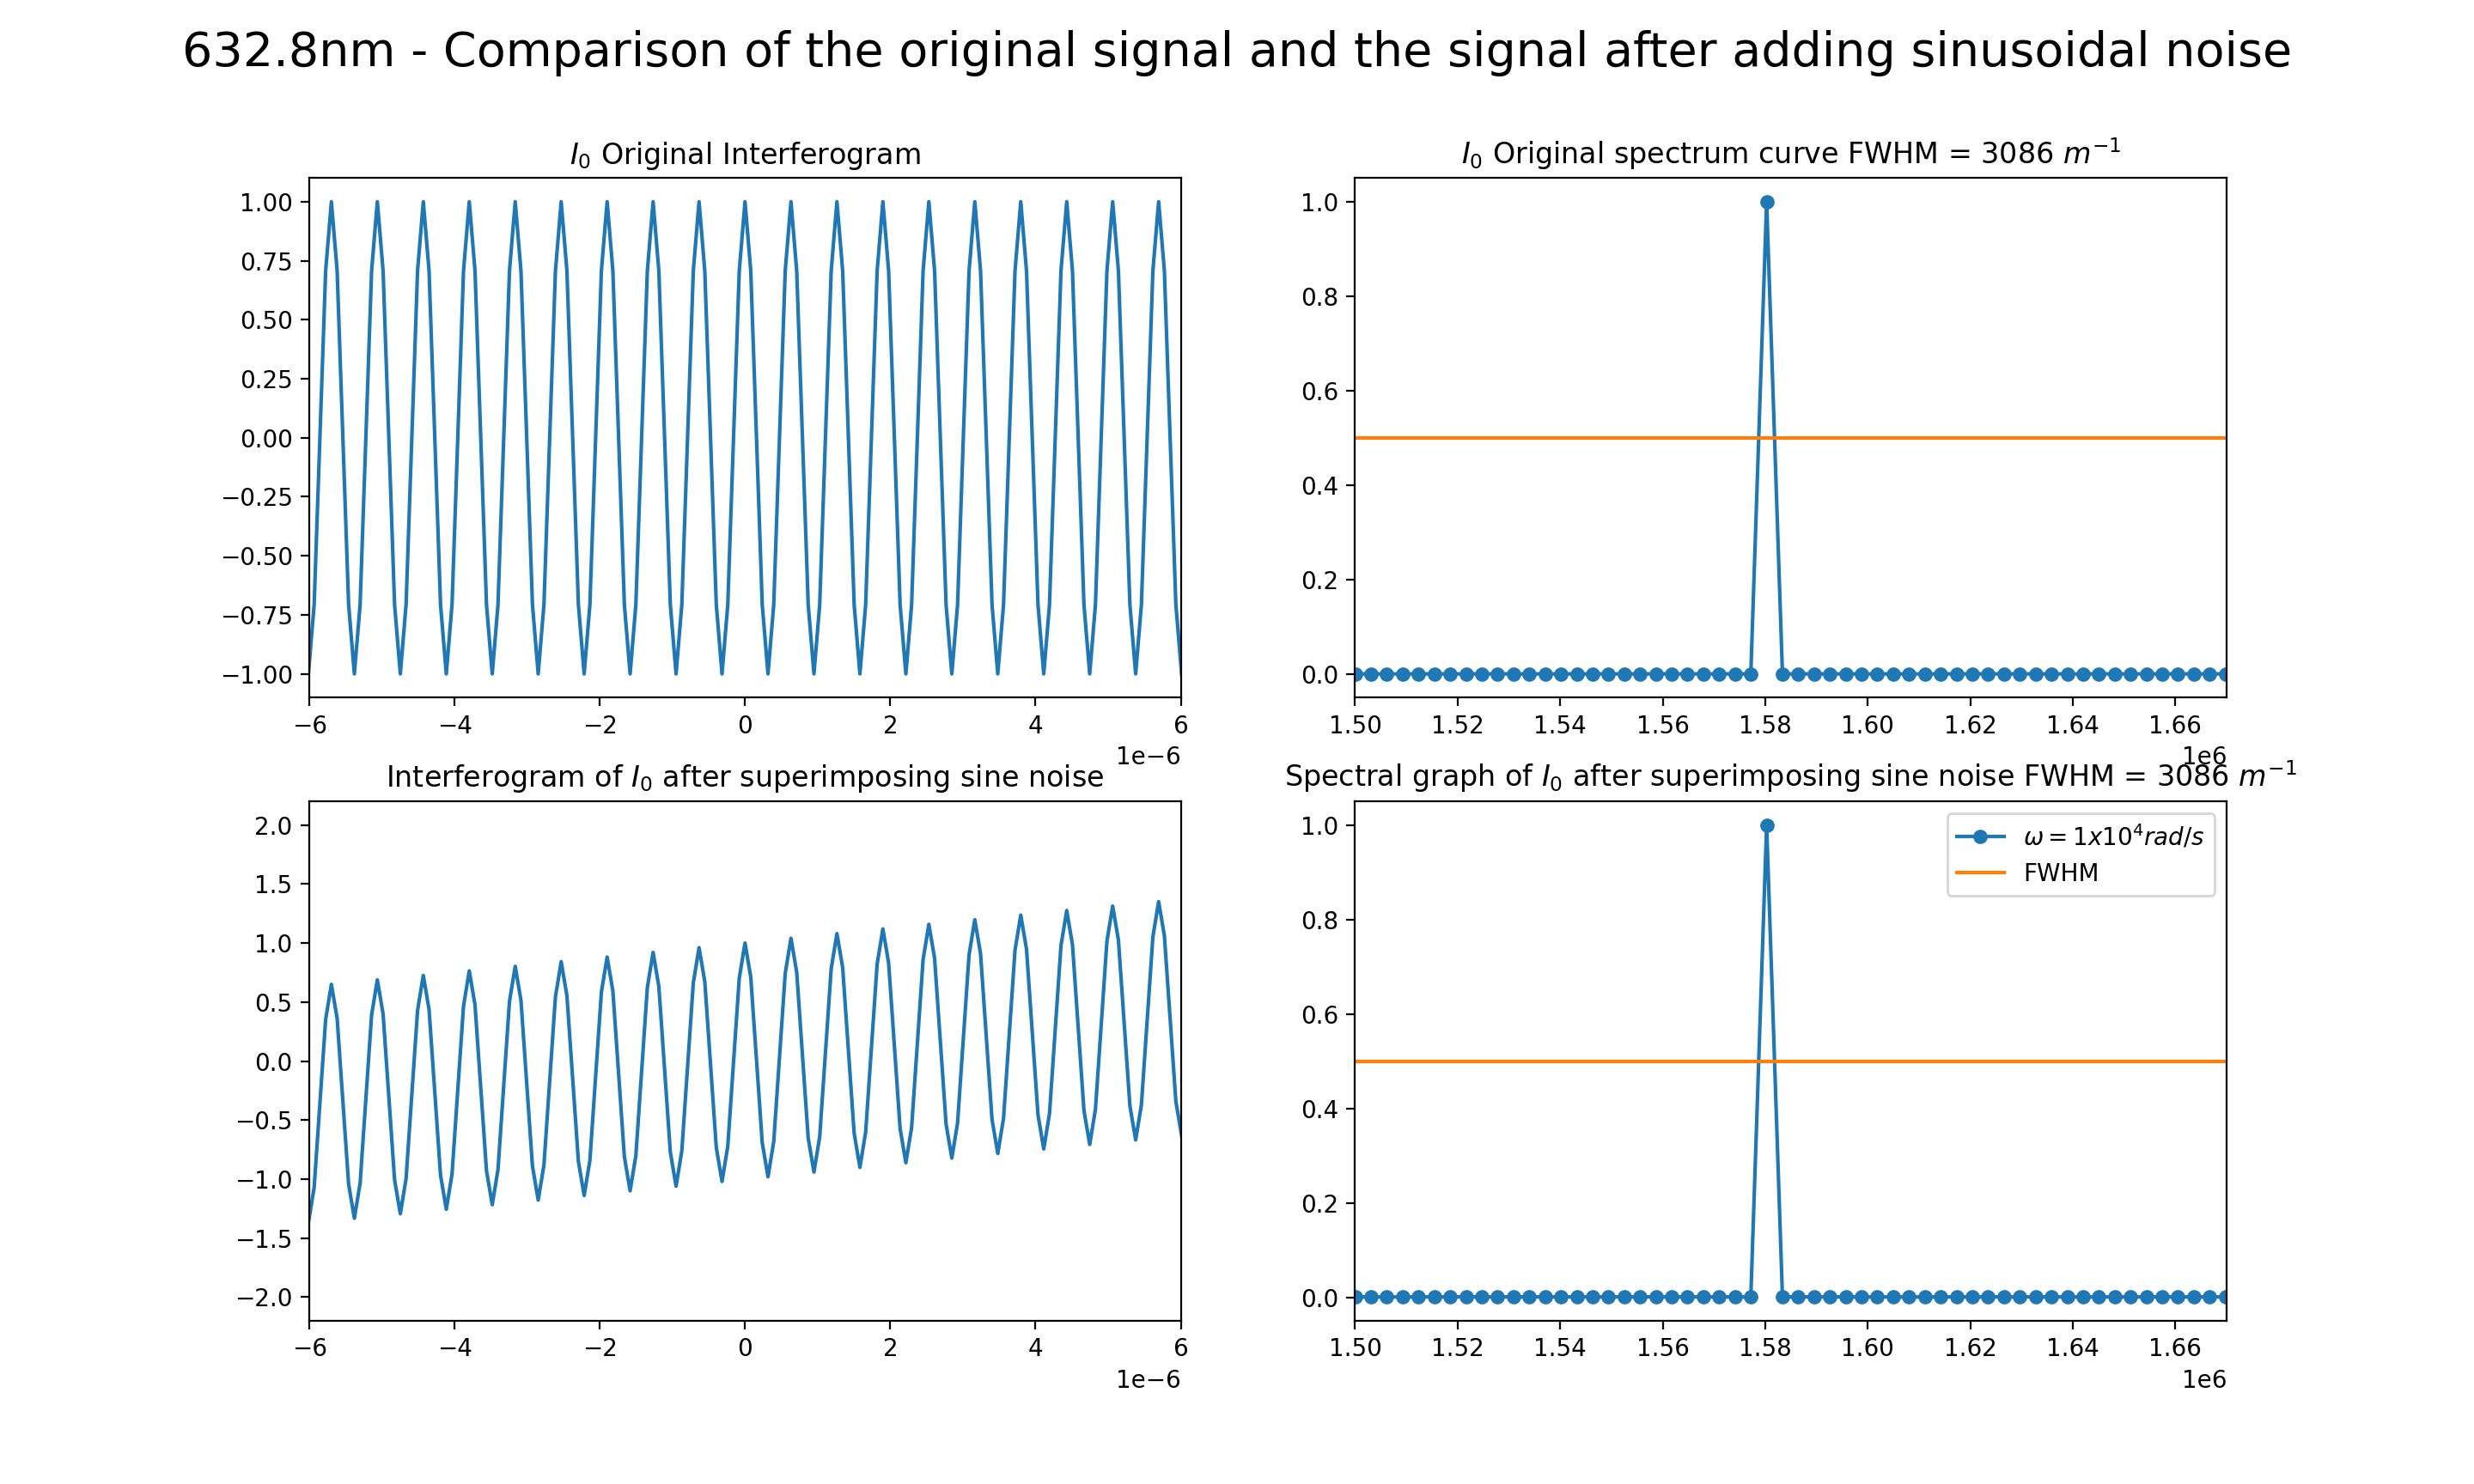 632.8nm - Comparison of the original signal and the signal after adding sinusoidal noise
I₀ Original Interferogram
1.00
0.75
0.50
0.25
0.00
−0.25
−0.50
−0.75
−1.00
−6 −4 −2 0 2 4 6
1e−6
I₀ Original spectrum curve FWHM = 3086 m⁻¹
1.0
0.8
0.6
0.4
0.2
0.0
1.50 1.52 1.54 1.56 1.58 1.60 1.62 1.64 1.66
1e6
Interferogram of I₀ after superimposing sine noise
2.0
1.5
1.0
0.5
0.0
−0.5
−1.0
−1.5
−2.0
−6 −4 −2 0 2 4 6
1e−6
Spectral graph of I₀ after superimposing sine noise FWHM = 3086 m⁻¹
ω = 1x10⁴rad/s
FWHM
1.0
0.8
0.6
0.4
0.2
0.0
1.50 1.52 1.54 1.56 1.58 1.60 1.62 1.64 1.66
1e6